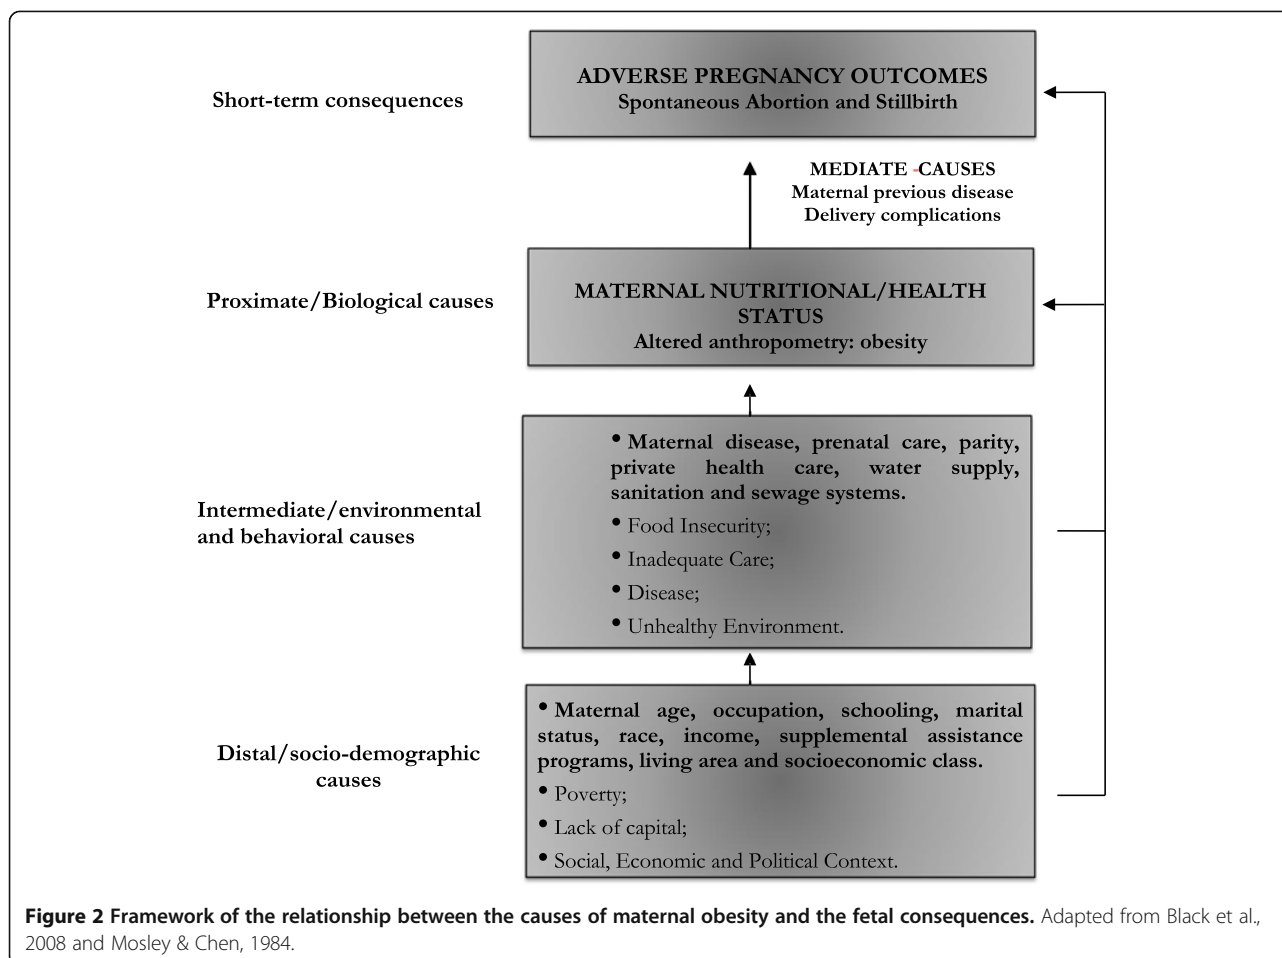 ADVERSE PREGNANCY OUTCOMES
Spontaneous Abortion and Stillbirth
Short-term consequences
MEDIATE -CAUSES
Maternal previous disease
Delivery complications
Proximate/Biological causes
MATERNAL NUTRITIONAL/HEALTH
STATUS
Altered anthropometry: obesity
Intermediate/environmental
and behavioral causes
• Maternal disease, prenatal care, parity,
private health care, water supply,
sanitation and sewage systems.
• Food Insecurity;
• Inadequate Care;
• Disease;
• Unhealthy Environment.
Distal/socio-demographic
causes
• Maternal age, occupation, schooling, marital
status, race, income, supplemental assistance
programs, living area and socioeconomic class.
• Poverty;
• Lack of capital;
• Social, Economic and Political Context.
Figure 2 Framework of the relationship between the causes of maternal obesity and the fetal consequences. Adapted from Black et al.,
2008 and Mosley & Chen, 1984.